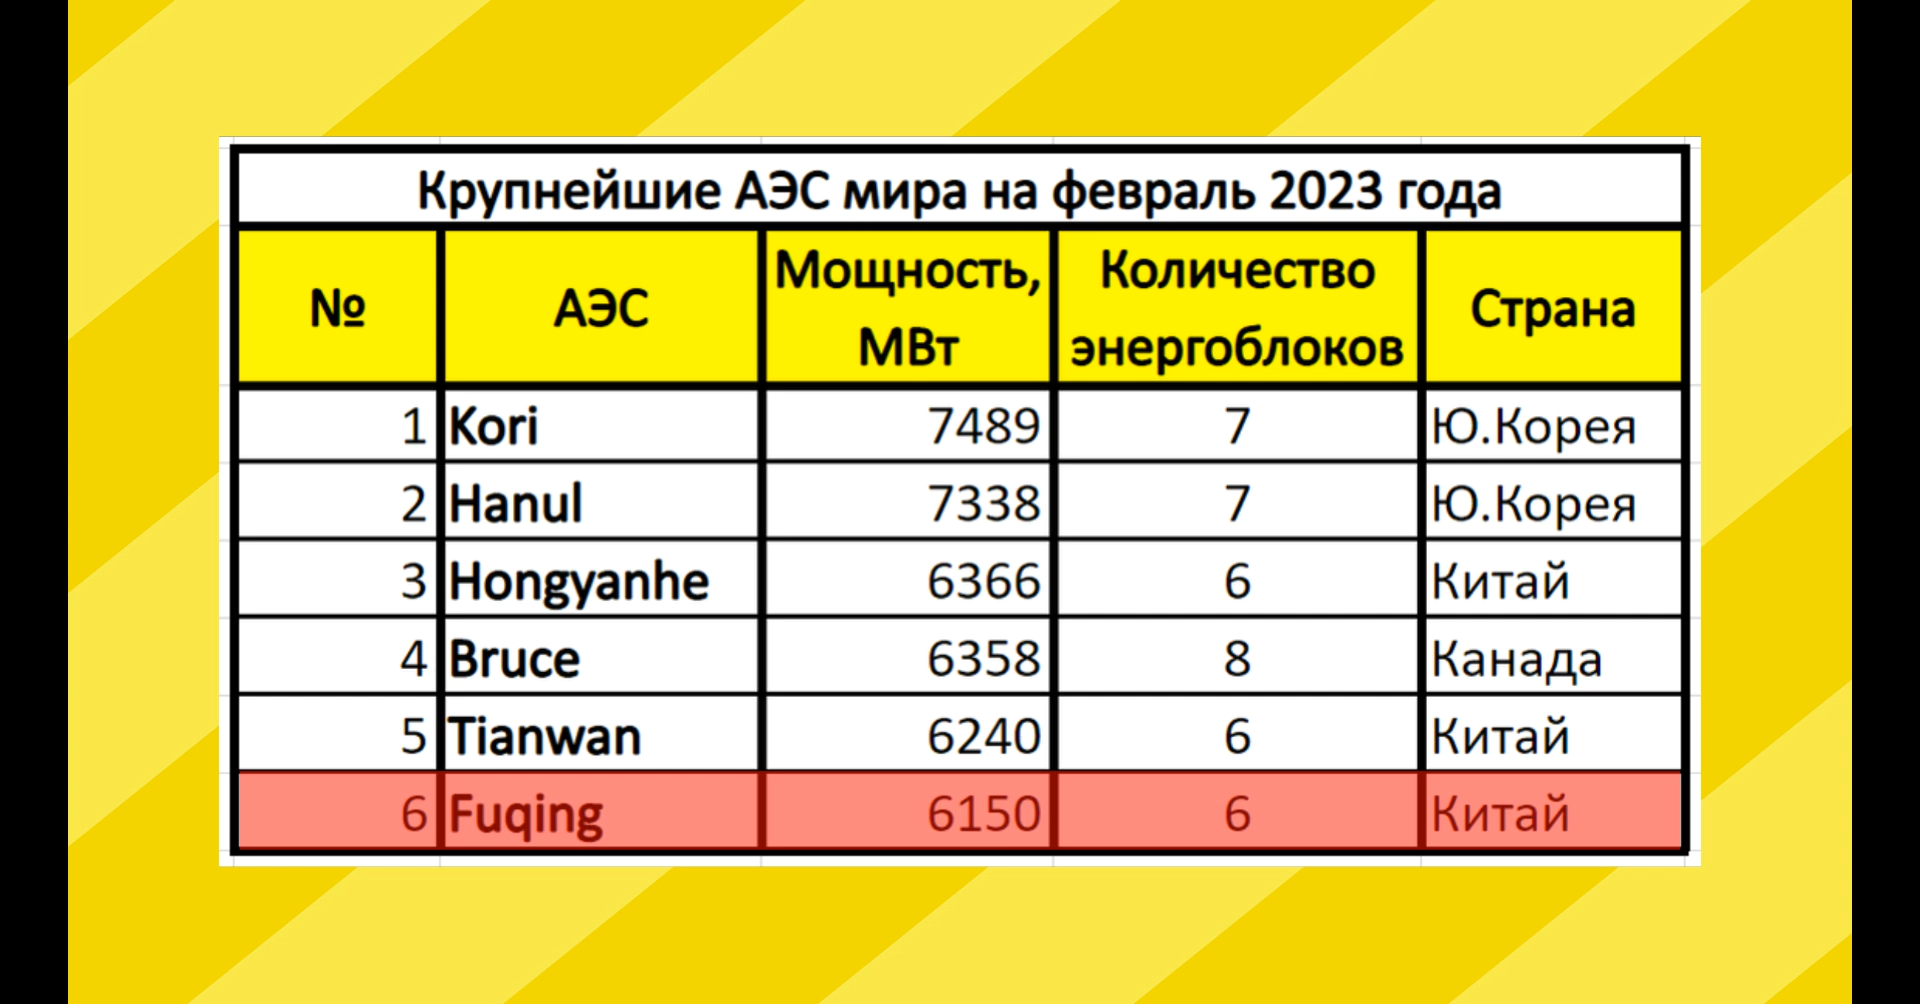 Крупнейшие АЭС мира на февраль 2023 года
№ АЭС Мощность, МВт Количество энергоблоков Страна
1 Kori 7489 7 Ю.Корея
2 Hanul 7338 7 Ю.Корея
3 Hongyanhe 6366 6 Китай
4 Bruce 6358 8 Канада
5 Tianwan 6240 6 Китай
6 Fuqing 6150 6 Китай